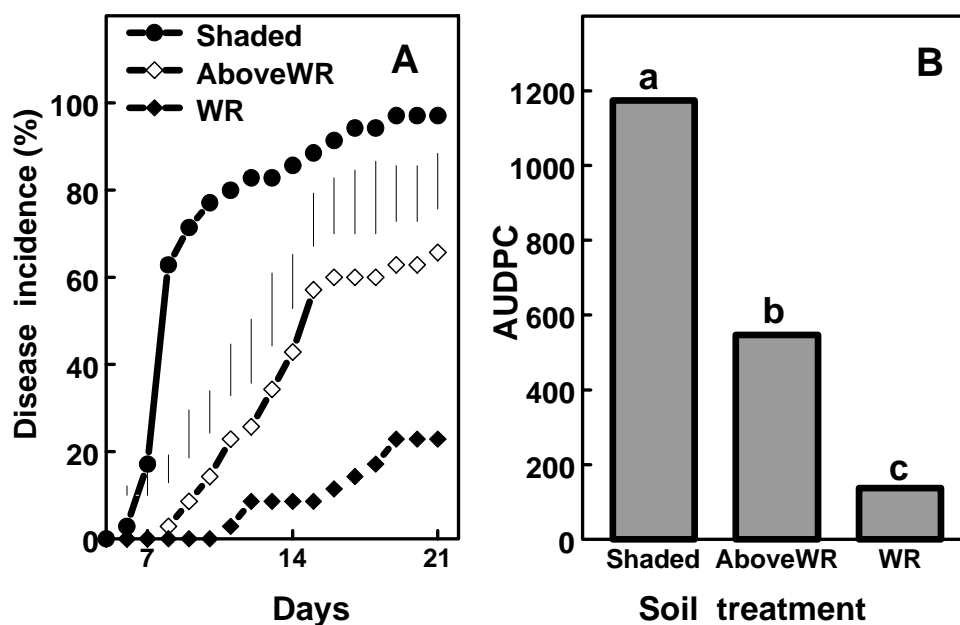 Shaded
AboveWR
WR
A
Disease incidence (%)
100
80
60
40
20
0
7
14
21
Days
B
AUDPC
1200
1000
800
600
400
200
0
a
b
c
Shaded
AboveWR
WR
Soil treatment